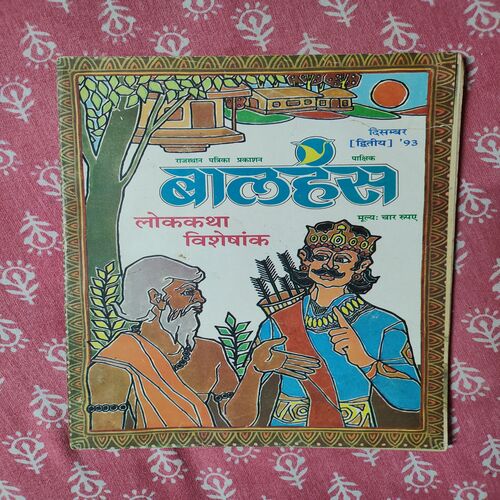 दिसम्बर
[द्वितीय] '93
राजस्थान पत्रिका प्रकाशन
पाक्षिक
बालहंस
मूल्यः चार रुपए
लोककथा
विशेषांक